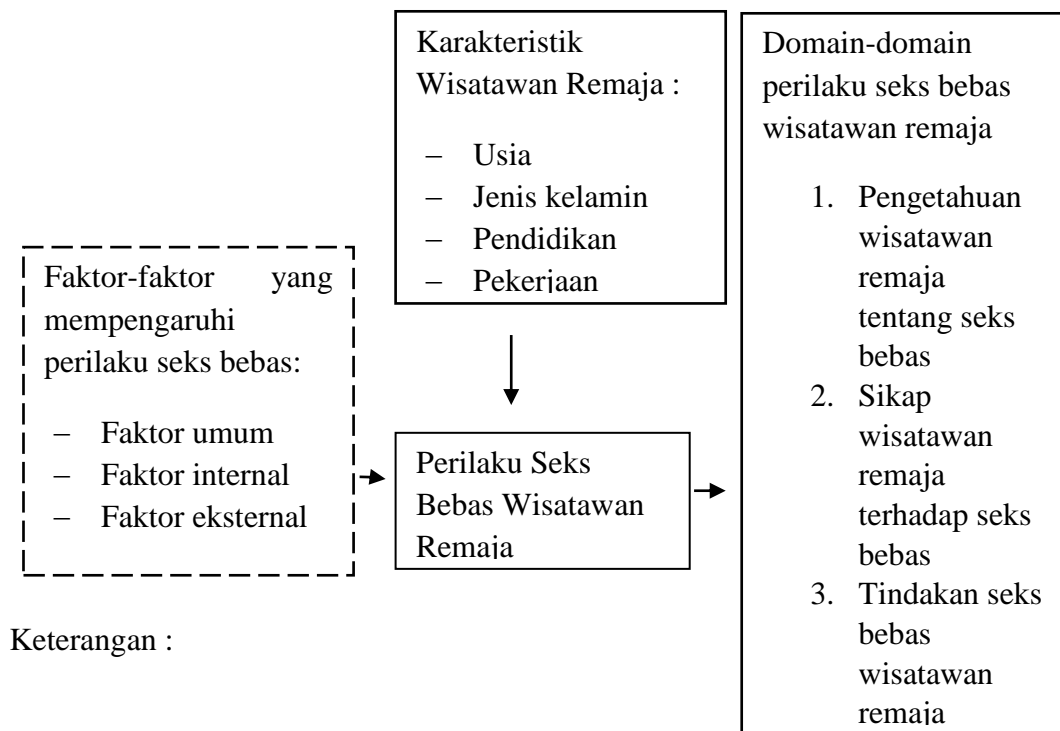 Karakteristik
Wisatawan Remaja :
– Usia
– Jenis kelamin
– Pendidikan
– Pekerjaan
Domain-domain
perilaku seks bebas
wisatawan remaja
1. Pengetahuan
wisatawan
remaja
tentang seks
bebas
2. Sikap
wisatawan
remaja
terhadap seks
bebas
3. Tindakan seks
bebas
wisatawan
remaja
Faktor-faktor yang
mempengaruhi
perilaku seks bebas:
– Faktor umum
– Faktor internal
– Faktor eksternal
Perilaku Seks
Bebas Wisatawan
Remaja
Keterangan :